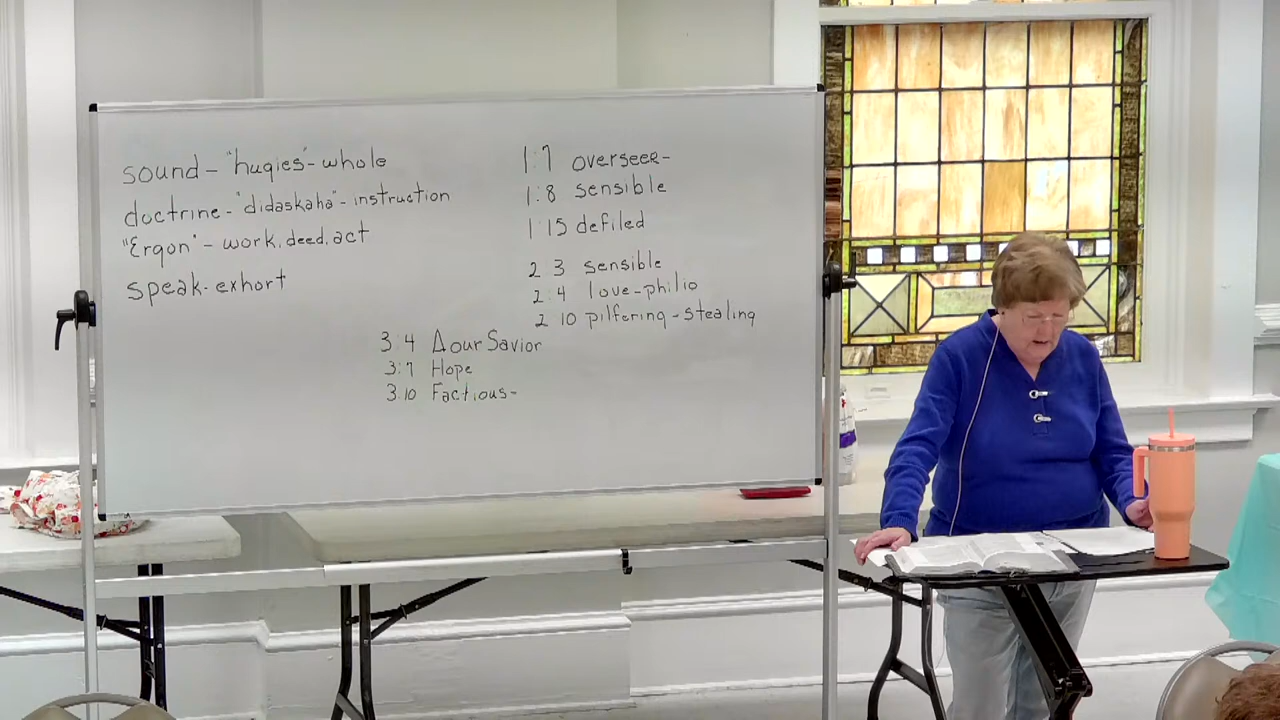 sound - "hugies" - whole
doctrine - "didaskaha" - instruction
"Ergon" - work, deed, act
speak - exhort
1:7 overseer -
1:8 sensible
1:15 defiled
2 3 sensible
2:4 love - philio
2 10 pilfering - stealing
3:4 Δ our Savior
3:7 Hope
3:10 Factious -